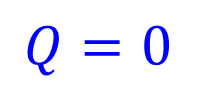 Q = 0